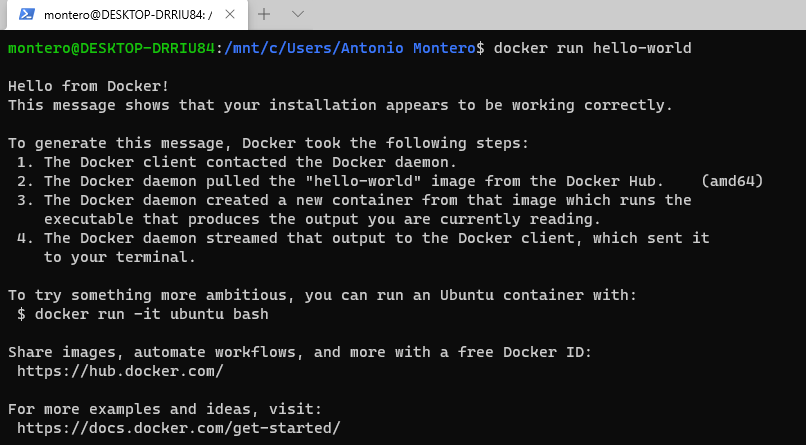 montero@DESKTOP-DRRIU84: /
montero@DESKTOP-DRRIU84:/mnt/c/Users/Antonio Montero$ docker run hello-world
Hello from Docker!
This message shows that your installation appears to be working correctly.
To generate this message, Docker took the following steps:
1. The Docker client contacted the Docker daemon.
2. The Docker daemon pulled the "hello-world" image from the Docker Hub. (amd64)
3. The Docker daemon created a new container from that image which runs the
executable that produces the output you are currently reading.
4. The Docker daemon streamed that output to the Docker client, which sent it
to your terminal.
To try something more ambitious, you can run an Ubuntu container with:
$ docker run -it ubuntu bash
Share images, automate workflows, and more with a free Docker ID:
https://hub.docker.com/
For more examples and ideas, visit:
https://docs.docker.com/get-started/